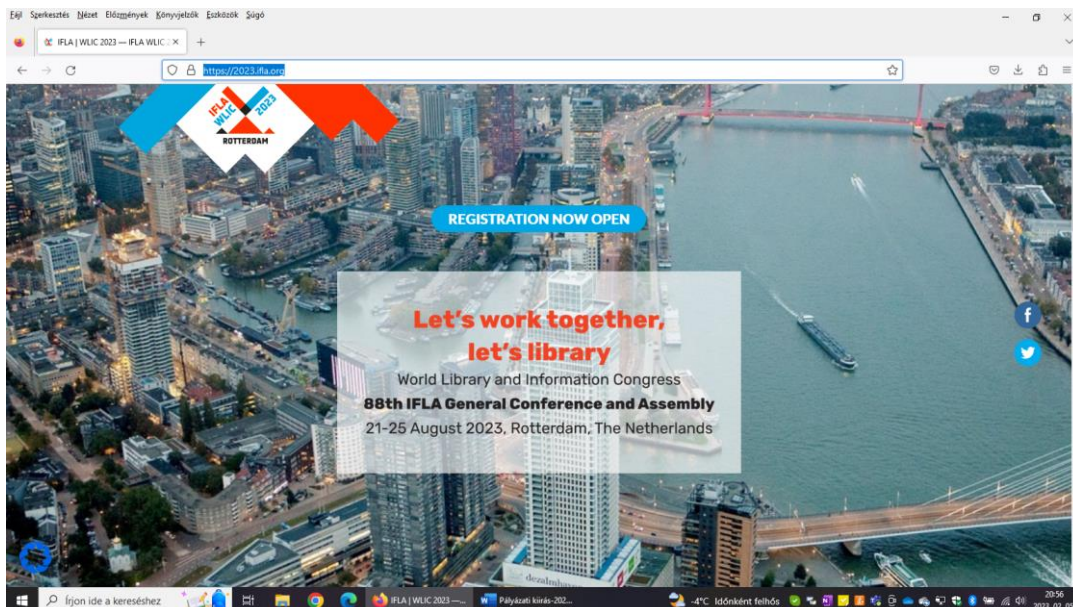 Fájl Szerkesztés Nézet Előzmények Könyvjelzők Eszközök Súgó
IFLA | WLIC 2023 — IFLA WLIC 2
https://2023.ifla.org
IFLA
WLIC
2023
ROTTERDAM
REGISTRATION NOW OPEN
Let's work together,
let's library
World Library and Information Congress
88th IFLA General Conference and Assembly
21-25 August 2023, Rotterdam, The Netherlands
dezalmhaven
Írjon ide a kereséshez
IFLA | WLIC 2023 —...
Pályázati kiírás-202...
-4°C Időnként felhős
20:56